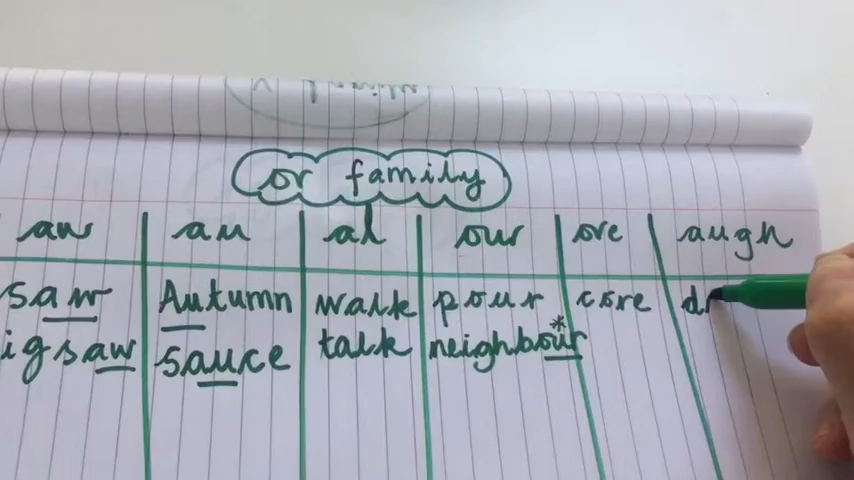 or family
aw au al our ore augh
saw Autumn walk pour core d
igsaw sauce talk neighbour*